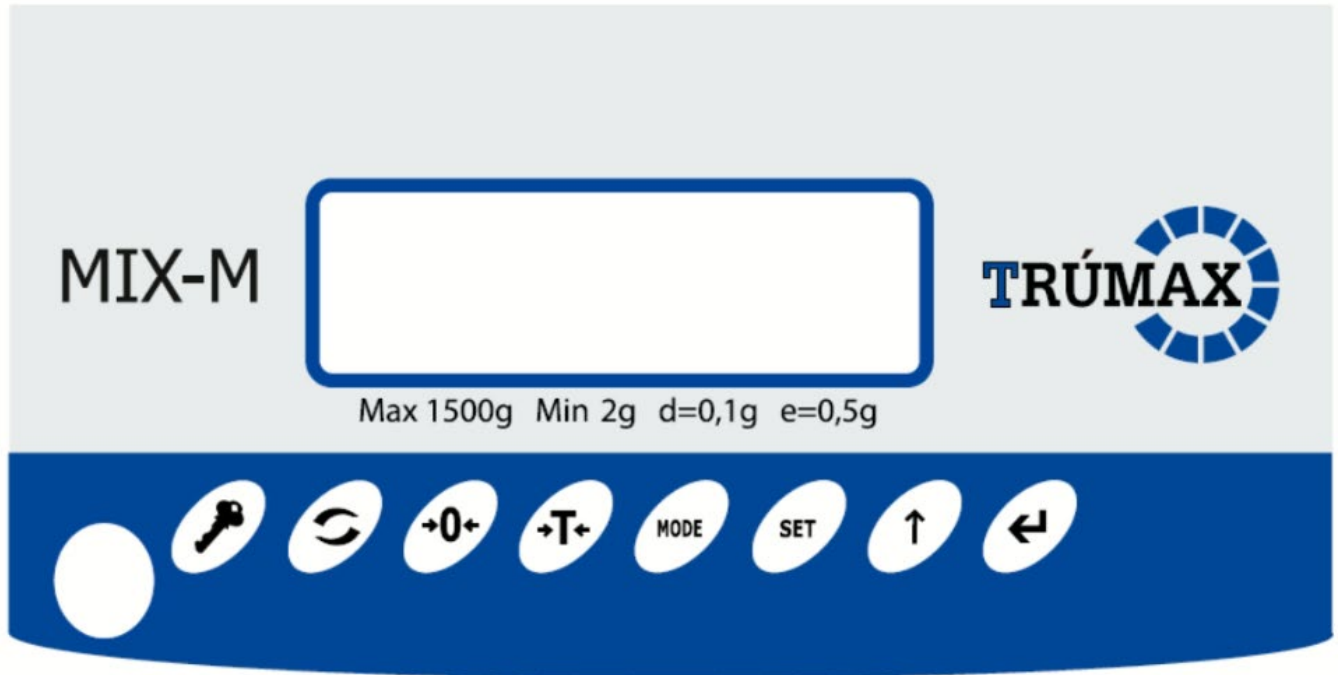 MIX-M
TRÚMAX
Max 1500g Min 2g d=0,1g e=0,5g
→0← →T← MODE SET ↑ ↵